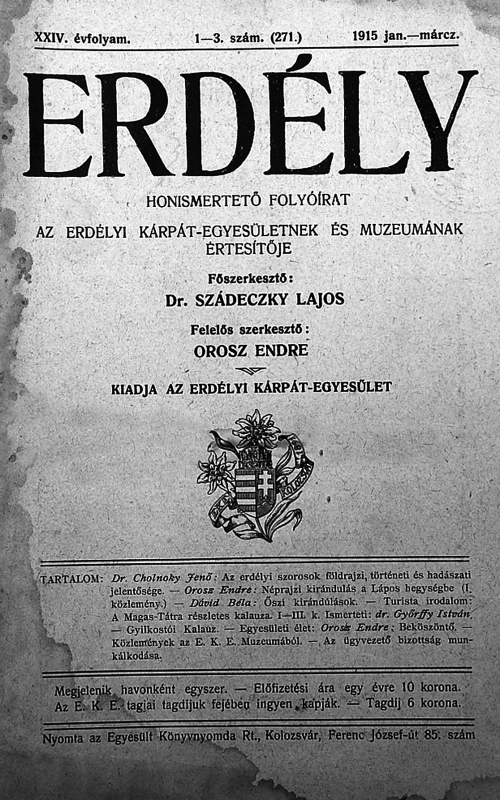 XXIV. évfolyam. 1—3. szám. (271.) 1915 jan.—márcz.
ERDÉLY
HONISMERTETŐ FOLYÓIRAT
AZ ERDÉLYI KÁRPÁT-EGYESÜLETNEK ÉS MUZEUMÁNAK
ÉRTESITŐJE
Főszerkesztő:
Dr. SZÁDECZKY LAJOS
Felelős szerkesztő:
OROSZ ENDRE
KIADJA AZ ERDÉLYI KÁRPÁT-EGYESÜLET
Kolozsvár
TARTALOM: Dr. Cholnoky Jenő: Az erdélyi szorosok földrajzi, történeti és hadászati
jelentősége. — Orosz Endre: Néprajzi kirándulás a Lápos hegységbe (I.
közlemény.) — Dávid Béla: Őszi kirándulások. — Turista irodalom:
A Magas-Tátra részletes kalauza. I—III. k. Ismerteti: dr. Győrffy István.
— Gyilkostói Kalauz. — Egyesületi élet: Orosz Endre: Beköszöntő. —
Közlemények az E. K. E. Muzeumából. — Az ügyvezető bizottság mun-
kálkodása.
Megjelenik havonként egyszer. — Előfizetési ára egy évre 10 korona.
Az E. K. E. tagjai tagdijuk fejében ingyen kapják. — Tagdij 6 korona.
Nyomta az Egyesült Könyvnyomda Rt., Kolozsvár, Ferenc József-út 85. szám